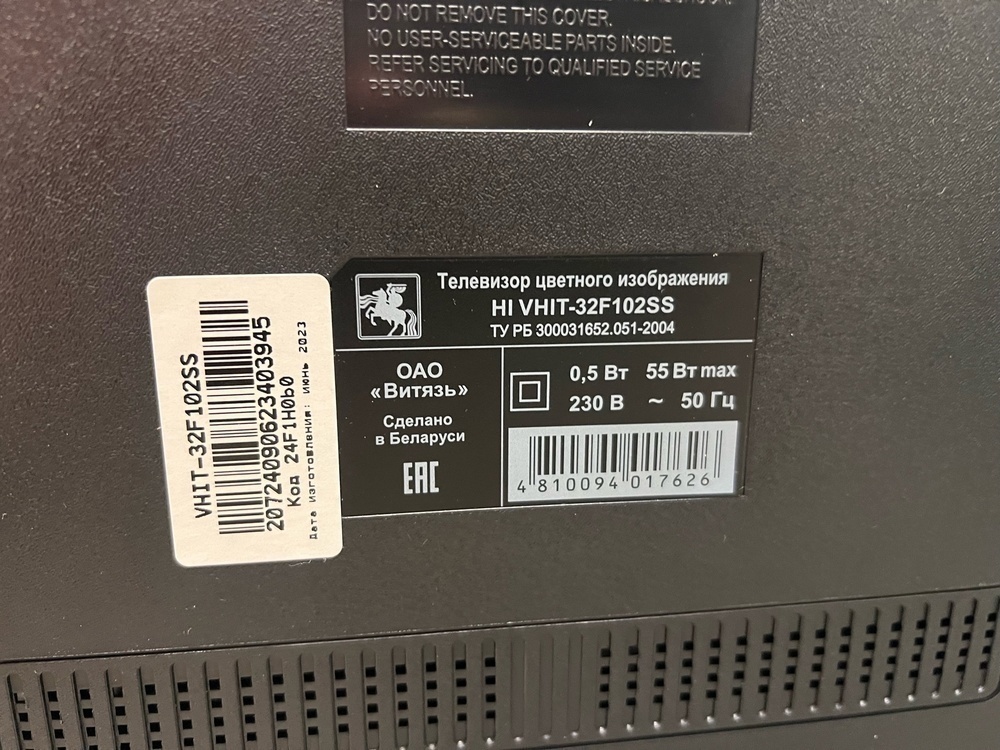 DO NOT REMOVE THIS COVER.
NO USER-SERVICEABLE PARTS INSIDE.
REFER SERVICING TO QUALIFIED SERVICE
PERSONNEL.
Телевизор цветного изображения
HI VHIT-32F102SS
ТУ РБ 300031652.051-2004
ОАО
«Витязь»
Сделано
в Беларуси
EAC
0,5 Вт 55 Вт max
230 В ~ 50 Гц
4 810094 017626
VHIT-32F102SS
2072409062340​3945
Код 24F1H0b0
Дата изготовления: июнь 2023